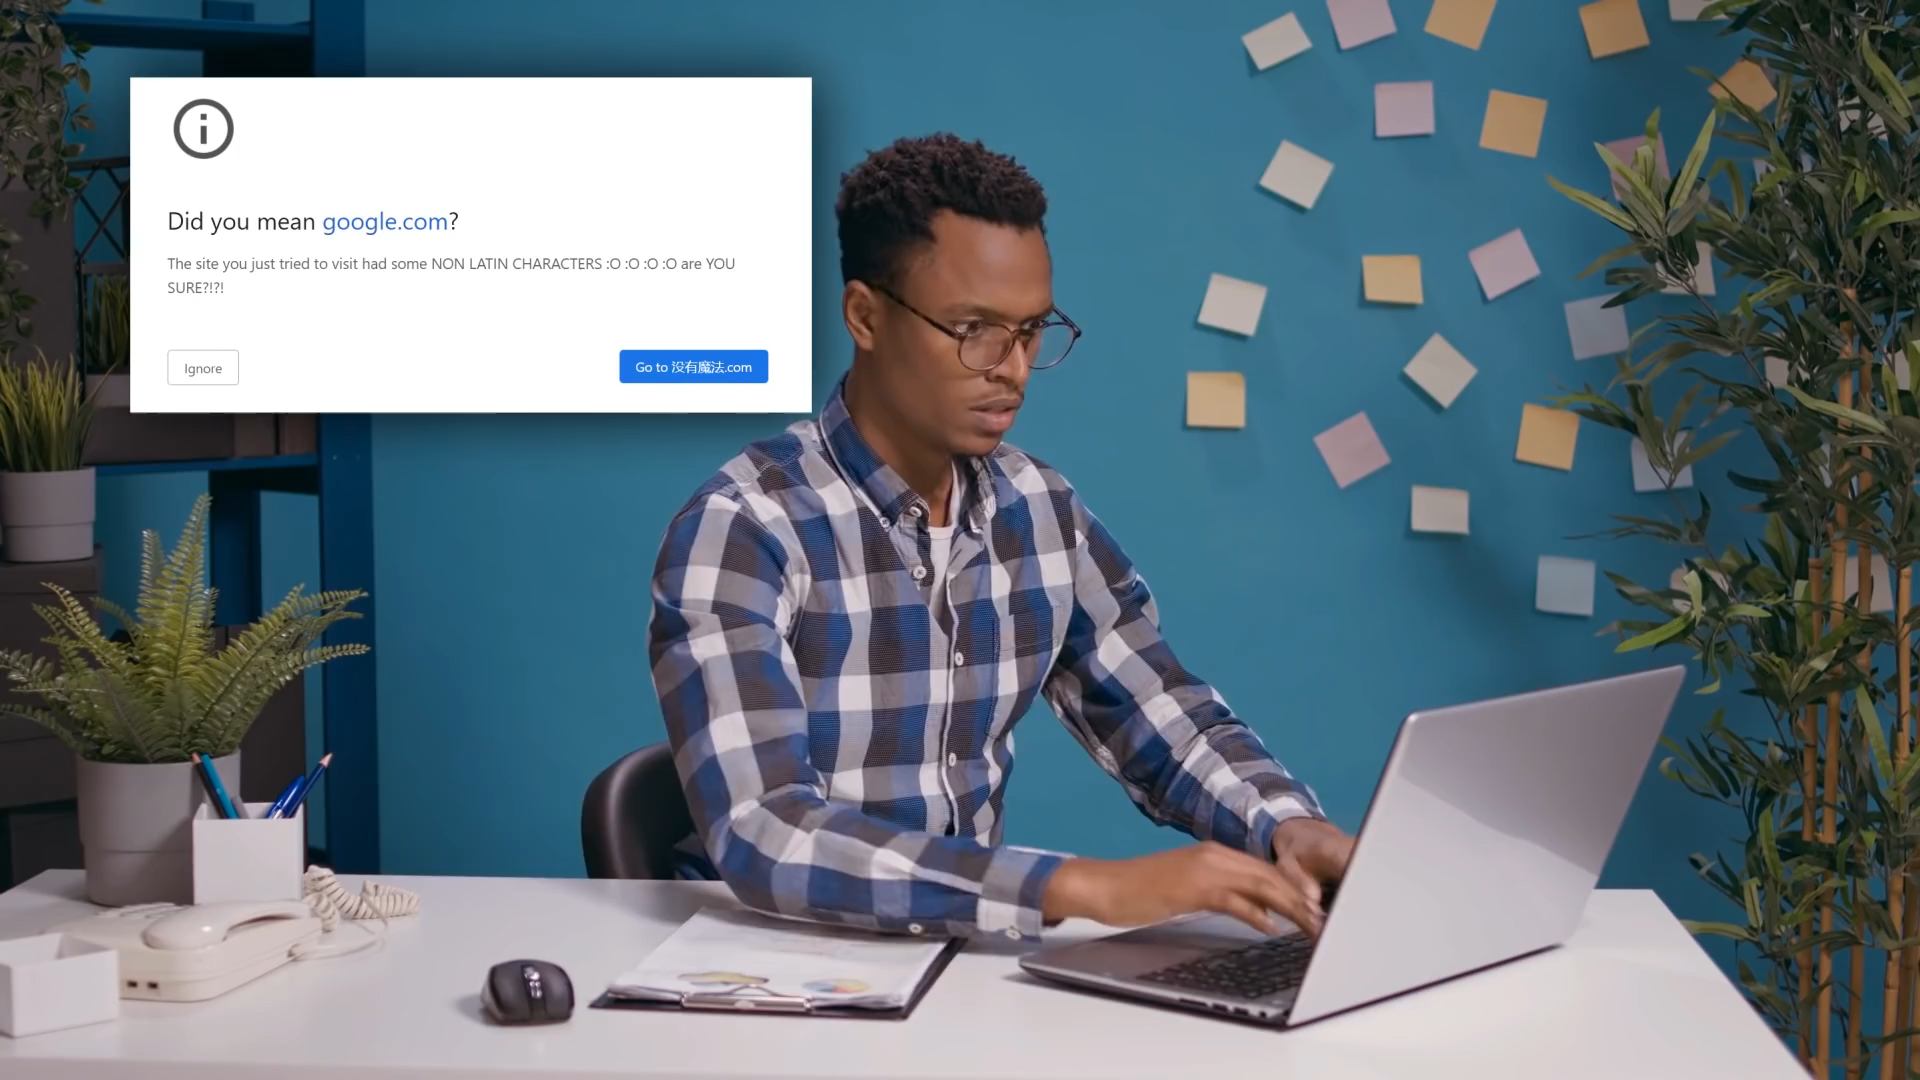 Did you mean google.com?
The site you just tried to visit had some NON LATIN CHARACTERS :O :O :O :O are YOU
SURE?!?!
Ignore
Go to 没有魔法.com